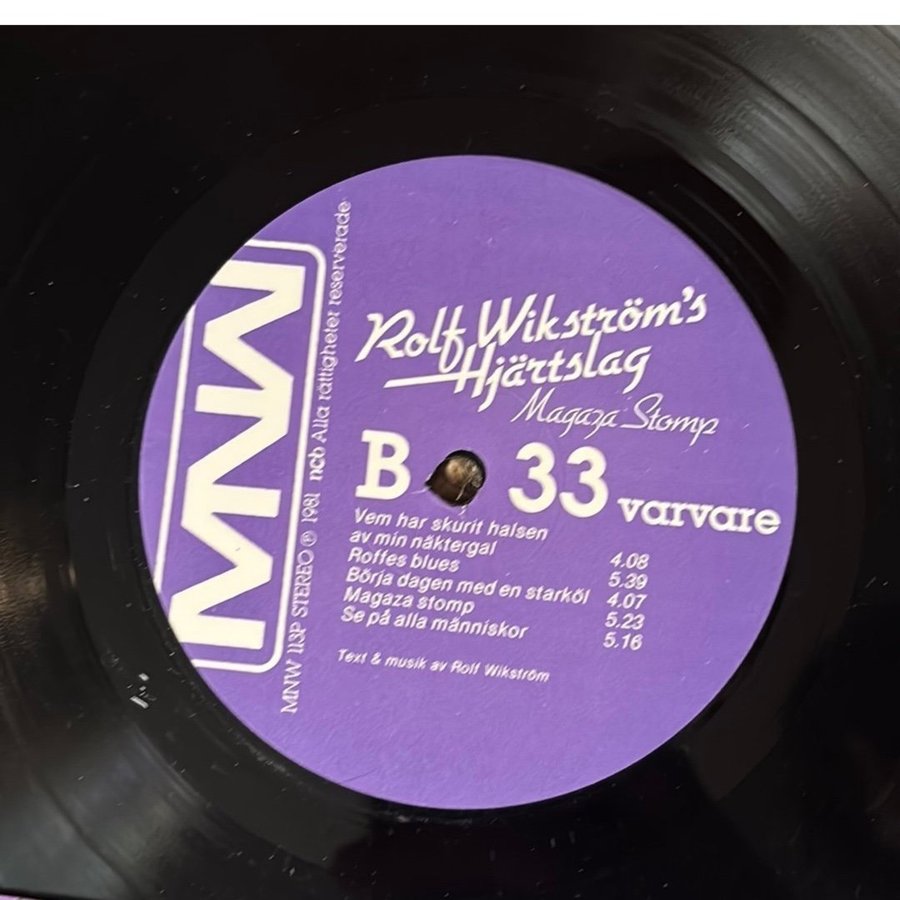 MNW
MNW 113P STEREO ℗ 1981 ncb Alla rättigheter reserverade
Rolf Wikström's
Hjärtslag
Magaza Stomp
B 33 varvare
Vem har skurit halsen
av min näktergal 4.08
Roffes blues 5.39
Börja dagen med en starköl 4.07
Magaza stomp 5.23
Se på alla människor 5.16
Text & musik av Rolf Wikström